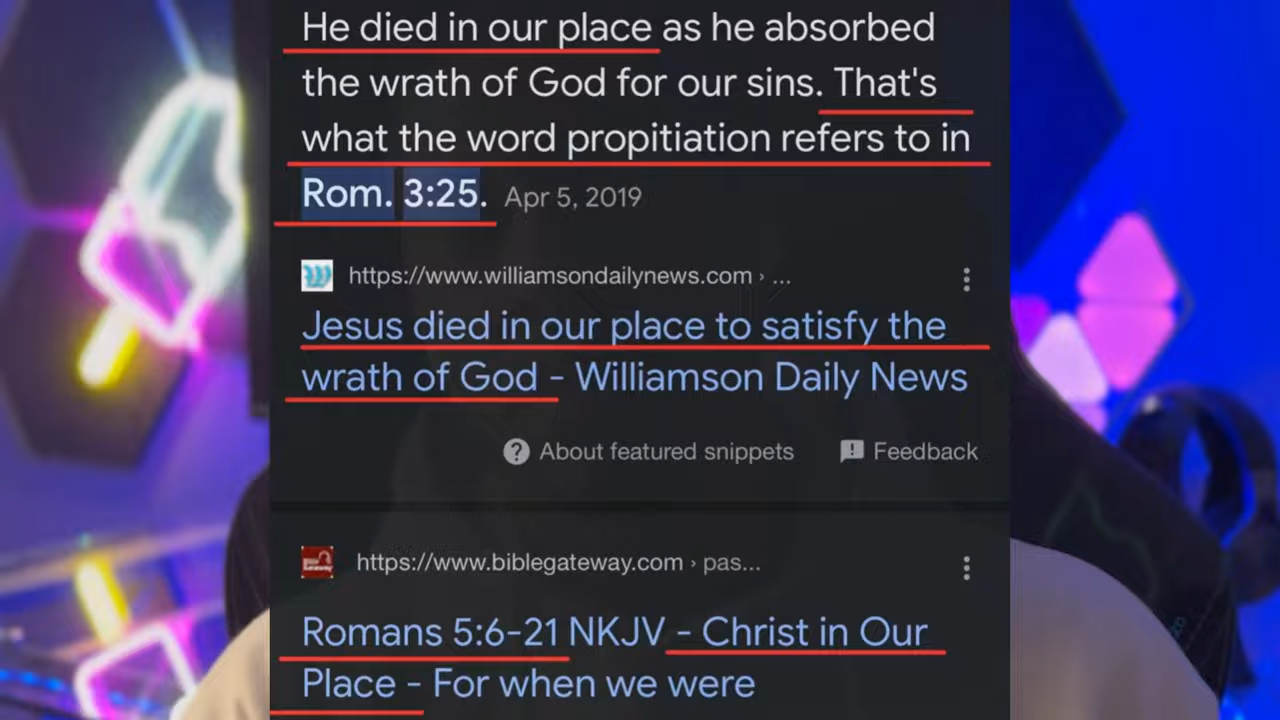 He died in our place as he absorbed
the wrath of God for our sins. That's
what the word propitiation refers to in
Rom. 3:25. Apr 5, 2019
https://www.williamsondailynews.com › ...
Jesus died in our place to satisfy the
wrath of God - Williamson Daily News
About featured snippets Feedback
https://www.biblegateway.com › pas...
Romans 5:6-21 NKJV - Christ in Our
Place - For when we were